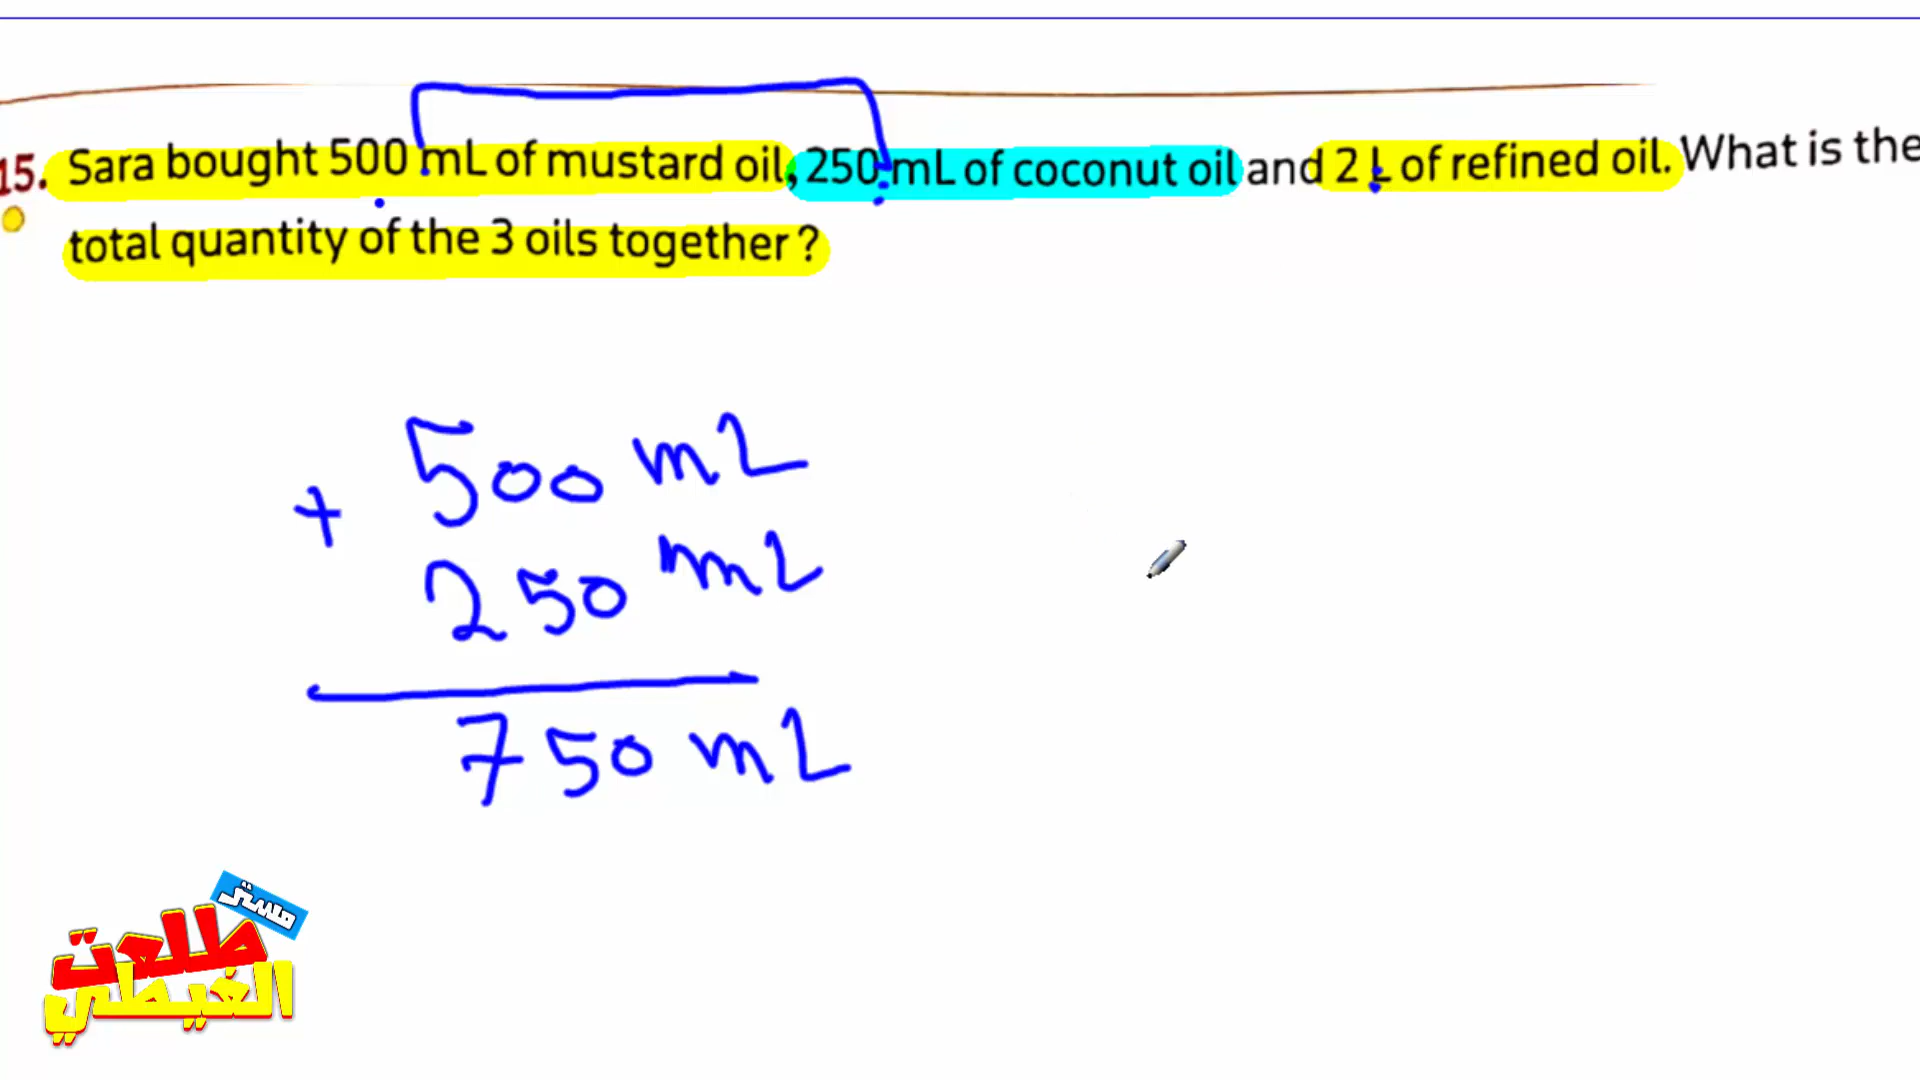 15. Sara bought 500 mL of mustard oil, 250 mL of coconut oil and 2 L of refined oil. What is the
total quantity of the 3 oils together ?
500 mL
+
250 mL
750 mL
مستر
طلعت
الغيطي